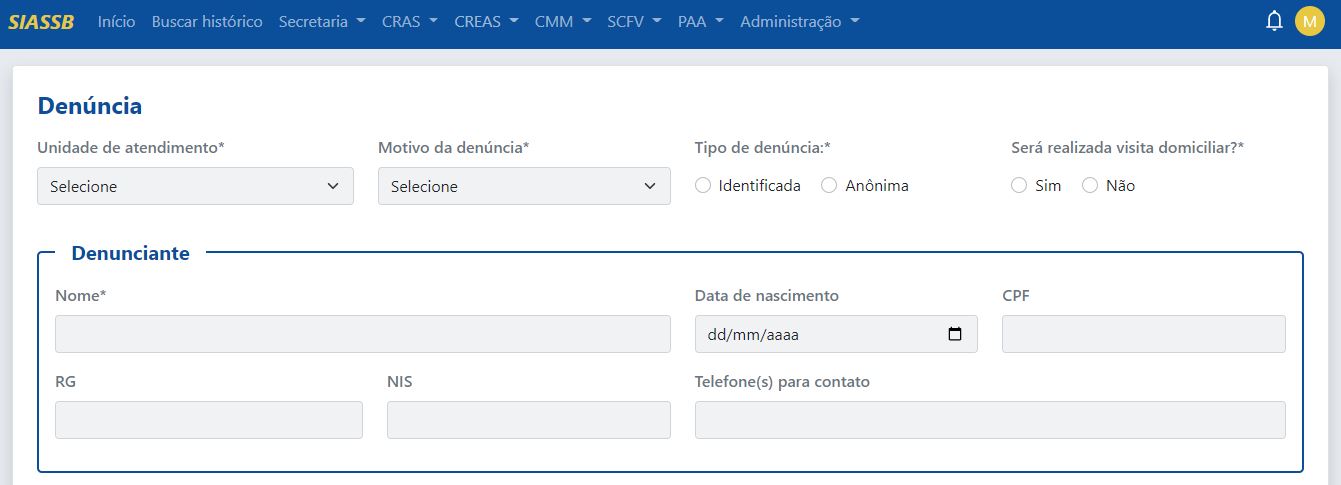 SIASSB Início Buscar histórico Secretaria CRAS CREAS CMM SCFV PAA Administração M
Denúncia
Unidade de atendimento* Motivo da denúncia* Tipo de denúncia:* Será realizada visita domiciliar?*
Selecione Selecione Identificada Anônima Sim Não
Denunciante
Nome* Data de nascimento CPF
dd/mm/aaaa
RG NIS Telefone(s) para contato